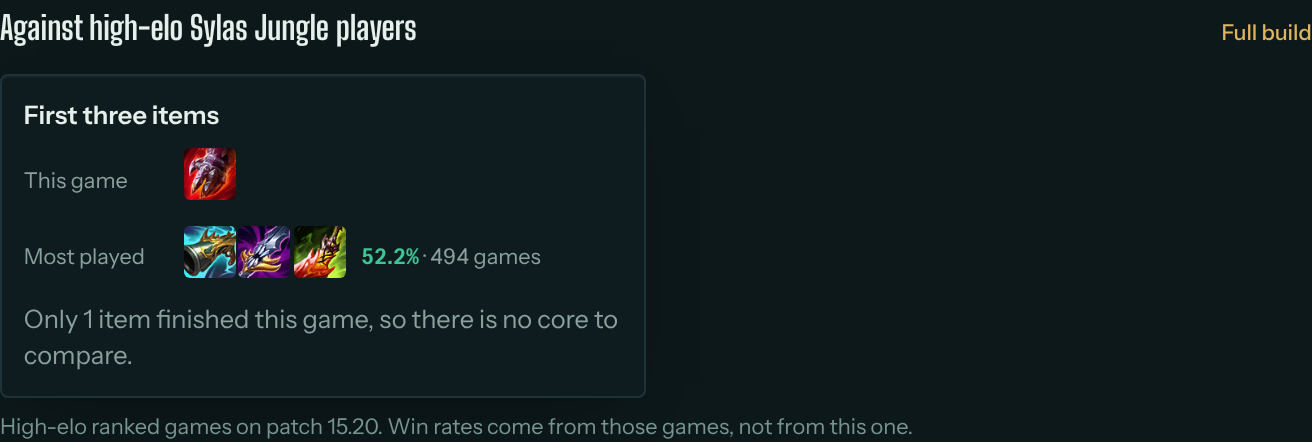 Against high-elo Sylas Jungle players
Full build
First three items
This game
Most played
52.2% · 494 games
Only 1 item finished this game, so there is no core to
compare.
High-elo ranked games on patch 15.20. Win rates come from those games, not from this one.